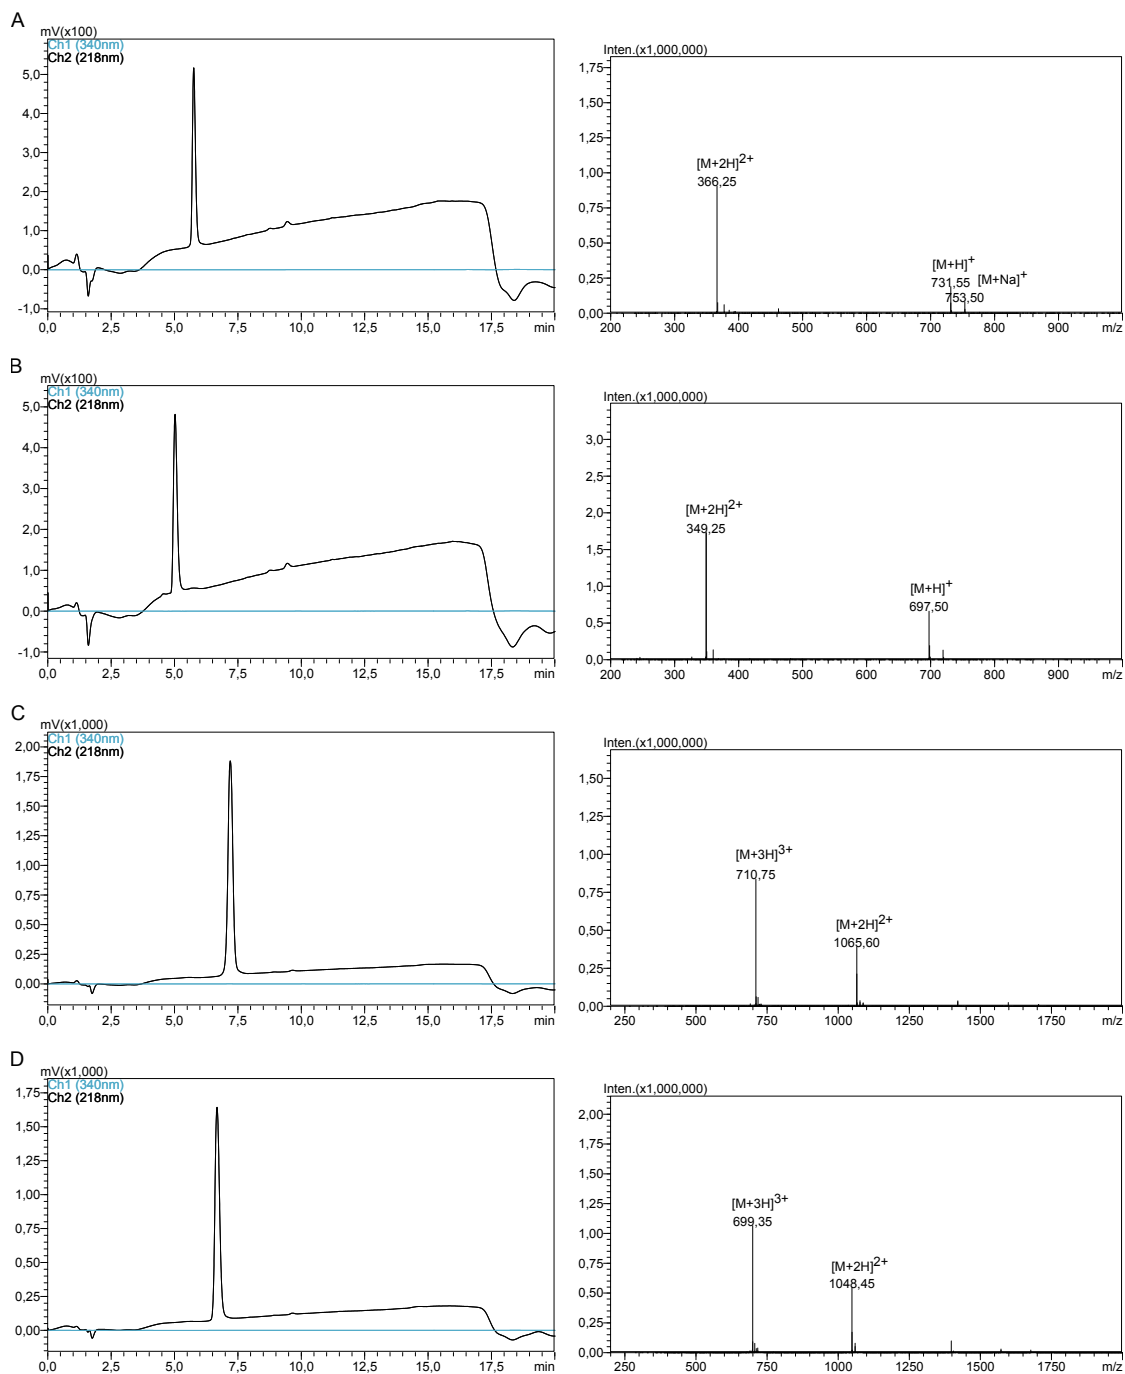 A
mV(x100)
Ch1 (340nm)
Ch2 (218nm)
5,0
4,0
3,0
2,0
1,0
0,0
-1,0
0,0 2,5 5,0 7,5 10,0 12,5 15,0 17,5 min
Inten.(x1,000,000)
1,75
1,50
1,25
1,00
0,75
0,50
0,25
0,00
[M+2H]2+
366,25
[M+H]+
731,55
[M+Na]+
753,50
200 300 400 500 600 700 800 900 m/z
B
mV(x100)
Ch1 (340nm)
Ch2 (218nm)
5,0
4,0
3,0
2,0
1,0
0,0
-1,0
0,0 2,5 5,0 7,5 10,0 12,5 15,0 17,5 min
Inten.(x1,000,000)
3,0
2,5
2,0
1,5
1,0
0,5
0,0
[M+2H]2+
349,25
[M+H]+
697,50
200 300 400 500 600 700 800 900 m/z
C
mV(x1,000)
Ch1 (340nm)
Ch2 (218nm)
2,00
1,75
1,50
1,25
1,00
0,75
0,50
0,25
0,00
0,0 2,5 5,0 7,5 10,0 12,5 15,0 17,5 min
Inten.(x1,000,000)
1,50
1,00
0,75
0,50
0,25
0,00
[M+3H]3+
710,75
[M+2H]2+
1065,60
250 500 750 1000 1250 1500 1750 m/z
D
mV(x1,000)
Ch1 (340nm)
Ch2 (218nm)
1,75
1,50
1,25
1,00
0,75
0,50
0,25
0,00
0,0 2,5 5,0 7,5 10,0 12,5 15,0 17,5 min
Inten.(x1,000,000)
2,00
1,75
1,50
1,25
1,00
0,75
0,50
0,25
0,00
[M+3H]3+
699,35
[M+2H]2+
1048,45
250 500 750 1000 1250 1500 1750 m/z